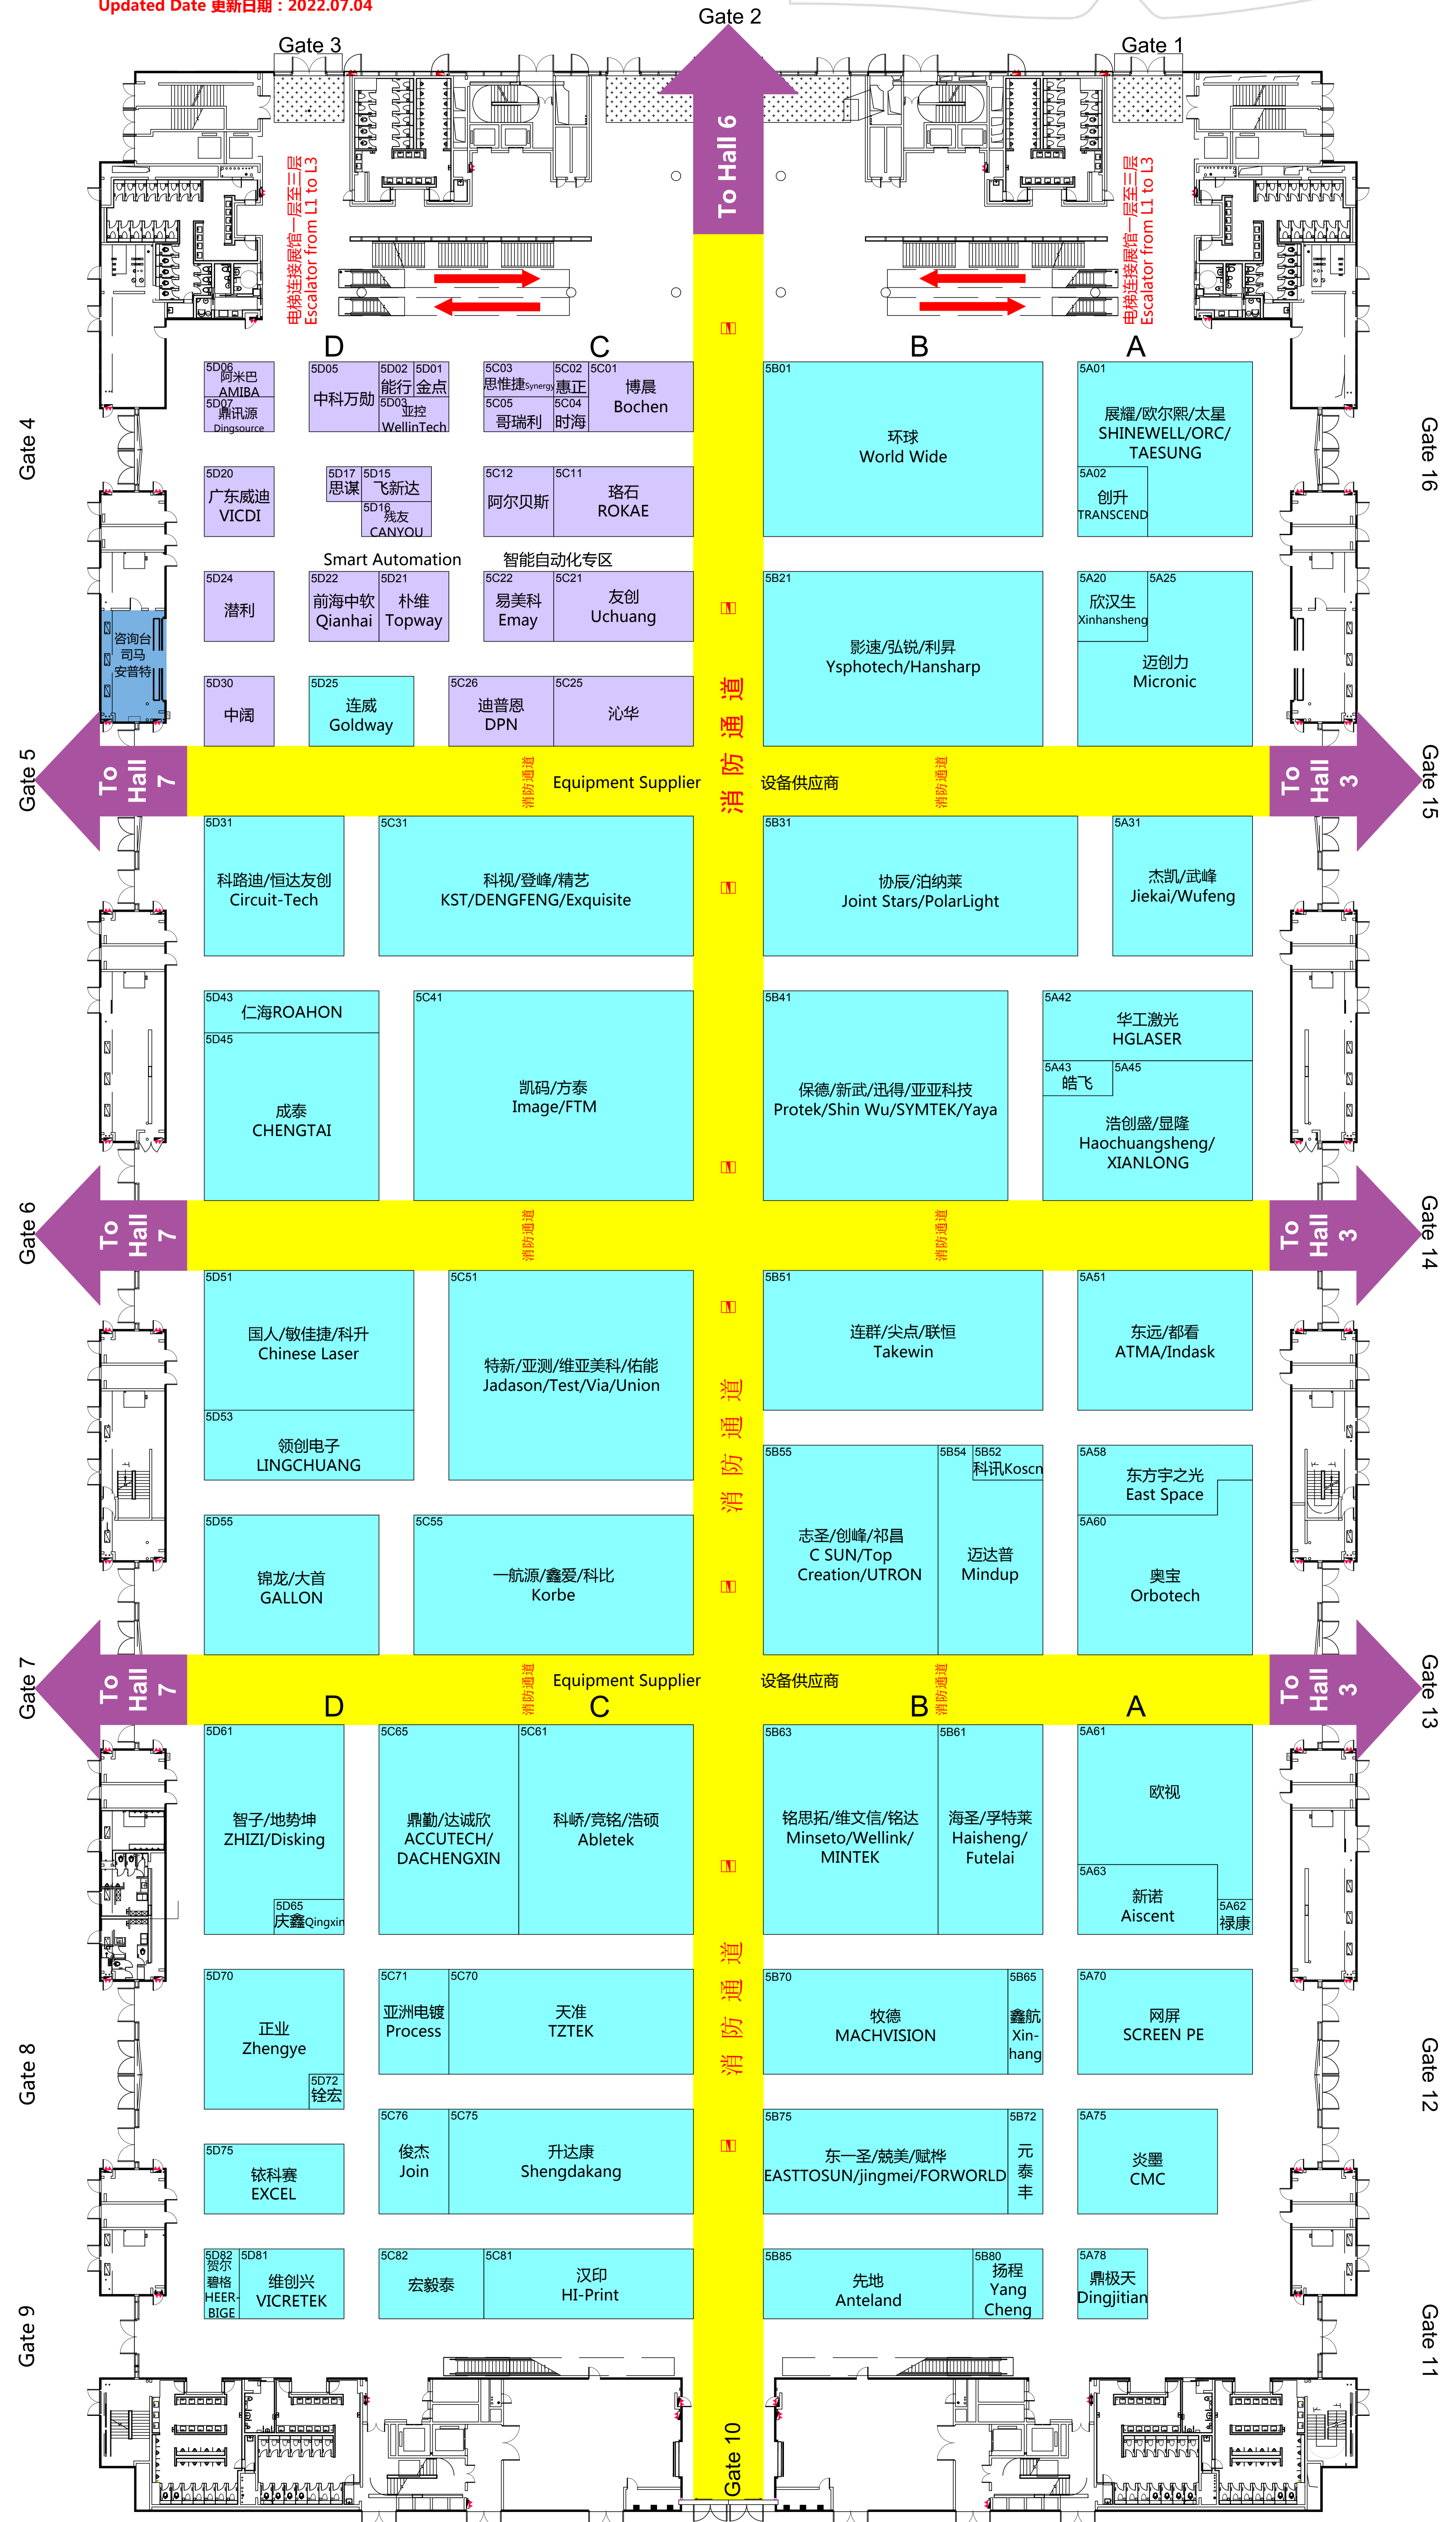 Updated Date 更新日期：2022.07.04
Gate 2
Gate 3
Gate 1
To Hall 6
电梯连接展馆一层至三层
Escalator from L1 to L3
电梯连接展馆一层至三层
Escalator from L1 to L3
D
C
B
A
Gate 4
Gate 16
5D06
阿米巴
AMIBA
5D07
鼎讯源
Dingsource
5D05
中科万勋
5D02
能行
5D01
金点
5D03
亚控
WellinTech
5C03
思惟捷Synergy
5C02
惠正
5C01
博晨
Bochen
5C05
哥瑞利
5C04
时海
5B01
环球
World Wide
5A01
展耀/欧尔熙/太星
SHINEWELL/ORC/
TAESUNG
5A02
创升
TRANSCEND
5D20
广东威迪
VICDI
5D17
思谋
5D15
飞新达
5D16
残友
CANYOU
5C12
阿尔贝斯
5C11
珞石
ROKAE
Smart Automation 智能自动化专区
5D24
潜利
5D22
前海中软
Qianhai
5D21
朴维
Topway
5C22
易美科
Emay
5C21
友创
Uchuang
5B21
影速/弘锐/利昇
Ysphotech/Hansharp
5A20
欣汉生
Xinhansheng
5A25
迈创力
Micronic
咨询台
司马
安普特
5D30
中阔
5D25
连威
Goldway
5C26
迪普恩
DPN
5C25
沁华
消防通道
Gate 5
To
Hall
7
消防通道
Equipment Supplier 设备供应商
消防通道
To
Hall
3
Gate 15
5D31
科路迪/恒达友创
Circuit-Tech
5C31
科视/登峰/精艺
KST/DENGFENG/Exquisite
5B31
协辰/泊纳莱
Joint Stars/PolarLight
5A31
杰凯/武峰
Jiekai/Wufeng
5D43
仁海ROAHON
5D45
成泰
CHENGTAI
5C41
凯码/方泰
Image/FTM
5B41
保德/新武/迅得/亚亚科技
Protek/Shin Wu/SYMTEK/Yaya
5A42
华工激光
HGLASER
5A43
皓飞
5A45
浩创盛/显隆
Haochuangsheng/
XIANLONG
Gate 6
To
Hall
7
消防通道
消防通道
To
Hall
3
Gate 14
5D51
国人/敏佳捷/科升
Chinese Laser
5D53
领创电子
LINGCHUANG
5C51
特新/亚测/维亚美科/佑能
Jadason/Test/Via/Union
5B51
连群/尖点/联恒
Takewin
5A51
东远/都看
ATMA/Indask
消防通道
5D55
锦龙/大首
GALLON
5C55
一航源/鑫爱/科比
Korbe
5B55
志圣/创峰/祁昌
C SUN/Top
Creation/UTRON
5B54
迈达普
Mindup
5B52
科讯Koscn
5A58
东方宇之光
East Space
5A60
奥宝
Orbotech
Gate 7
To
Hall
7
消防通道
Equipment Supplier 设备供应商
消防通道
To
Hall
3
Gate 13
D
C
B
A
5D61
智子/地势坤
ZHIZI/Disking
5D65
庆鑫Qingxin
5C65
鼎勤/达诚欣
ACCUTECH/
DACHENGXIN
5C61
科峤/竞铭/浩硕
Abletek
5B63
铭思拓/维文信/铭达
Minseto/Wellink/
MINTEK
5B61
海圣/孚特莱
Haisheng/
Futelai
5A61
欧视
5A63
新诺
Aiscent
5A62
禄康
消防通道
Gate 8
Gate 12
5D70
正业
Zhengye
5D72
铨宏
5C71
亚洲电镀
Process
5C70
天准
TZTEK
5B70
牧德
MACHVISION
5B65
鑫航
Xin-
hang
5A70
网屏
SCREEN PE
5D75
铱科赛
EXCEL
5C76
俊杰
Join
5C75
升达康
Shengdakang
5B75
东一圣/兢美/赋桦
EASTTOSUN/jingmei/FORWORLD
5B72
元
泰
丰
5A75
炎墨
CMC
5D82
贺尔
碧格
HEER-
BIGE
5D81
维创兴
VICRETEK
5C82
宏毅泰
5C81
汉印
HI-Print
5B85
先地
Anteland
5B80
扬程
Yang
Cheng
5A78
鼎极天
Dingjitian
Gate 9
Gate 11
Gate 10